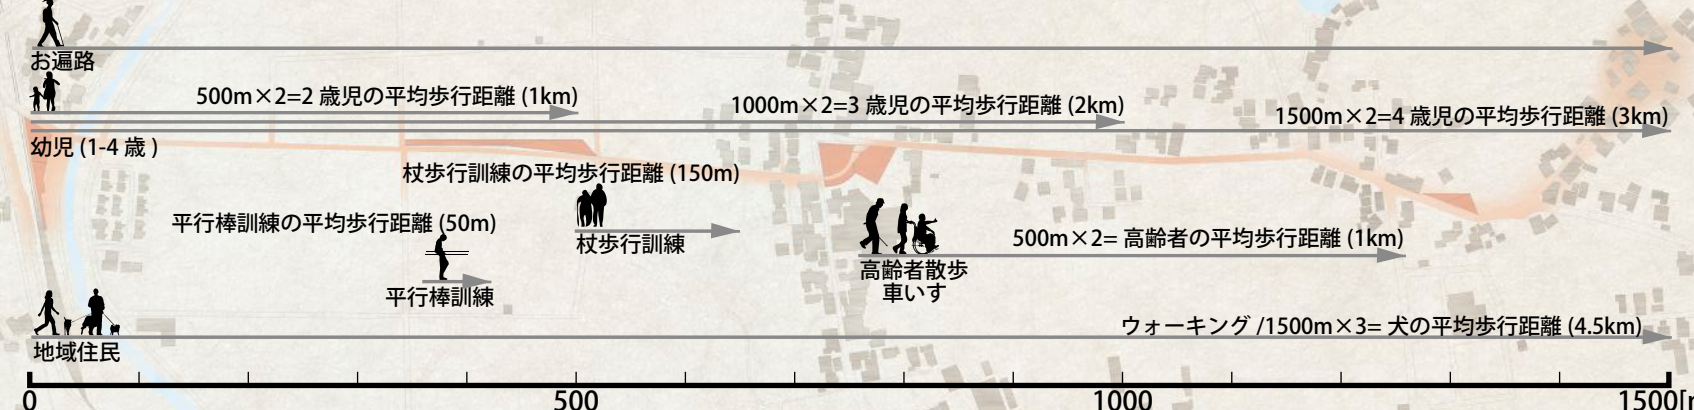 お遍路
500m×2=2 歳児の平均歩行距離 (1km)
1000m×2=3 歳児の平均歩行距離 (2km)
1500m×2=4 歳児の平均歩行距離 (3km)
幼児 (1-4 歳 )
杖歩行訓練の平均歩行距離 (150m)
平行棒訓練の平均歩行距離 (50m)
杖歩行訓練
500m×2= 高齢者の平均歩行距離 (1km)
高齢者散歩
車いす
平行棒訓練
ウォーキング /1500m×3= 犬の平均歩行距離 (4.5km)
地域住民
0 500 1000 1500[